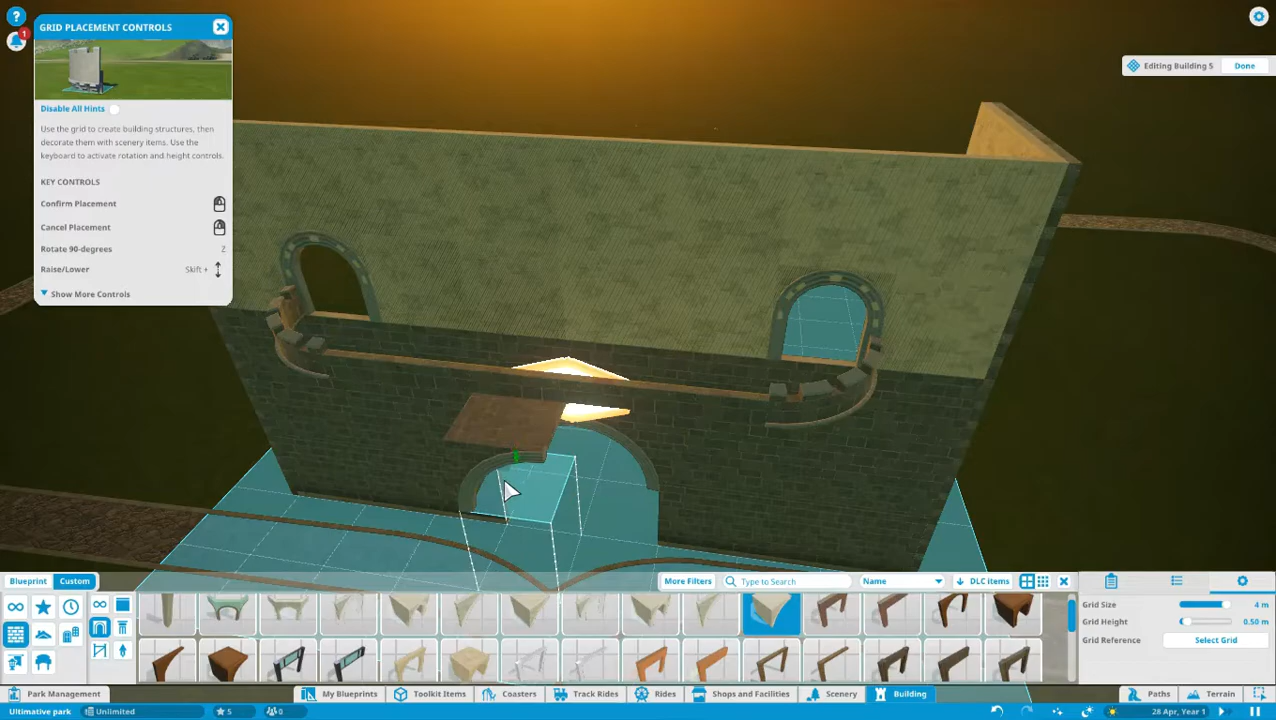 ?
1
GRID PLACEMENT CONTROLS
Disable All Hints
Use the grid to create building structures, then
decorate them with scenery items. Use the
keyboard to activate rotation and height controls.
KEY CONTROLS
Confirm Placement
Cancel Placement
Rotate 90-degrees 2
Raise/Lower Skift +
Show More Controls
Editing Building 5 Done
Blueprint Custom More Filters Type to Search Name DLC items
Grid Size 4 m
Grid Height 0.50 m
Grid Reference Select Grid
Park Management My Blueprints Toolkit Items Coasters Track Rides Rides Shops and Facilities Scenery Building Paths Terrain
Ultimative park Unlimited 5 0 28 Apr, Year 1